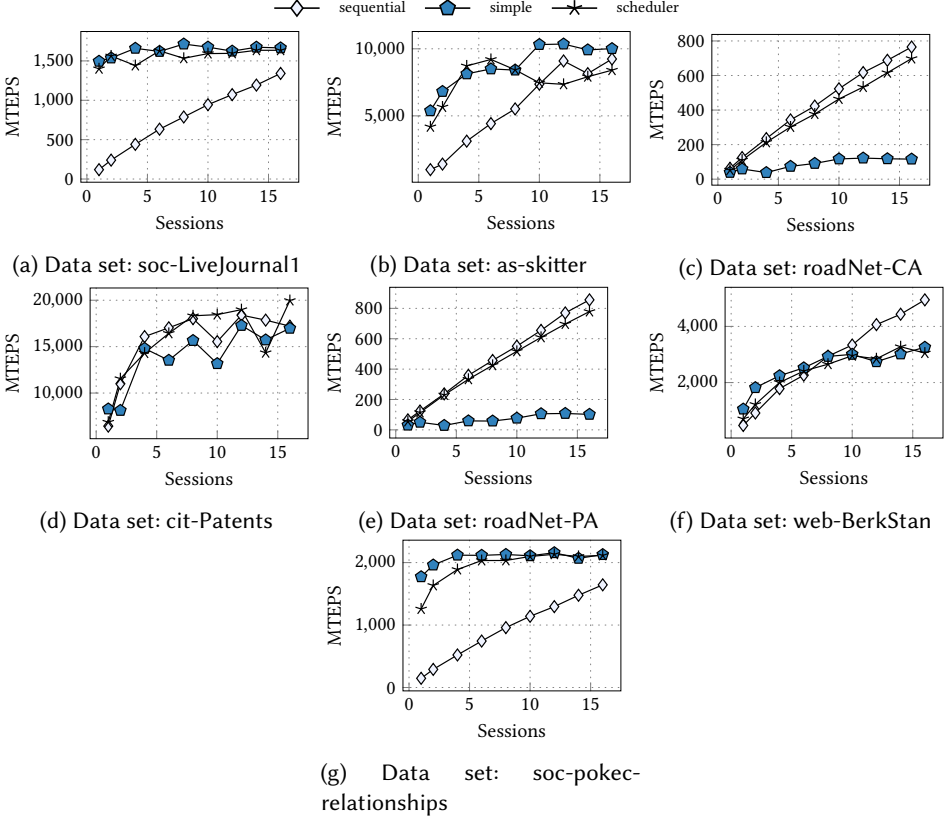 sequential simple scheduler
1,500
1,000
500
0
MTEPS
0 5 10 15
Sessions
(a) Data set: soc-LiveJournal1
10,000
5,000
MTEPS
0 5 10 15
Sessions
(b) Data set: as-skitter
800
600
400
200
0
MTEPS
0 5 10 15
Sessions
(c) Data set: roadNet-CA
20,000
15,000
10,000
MTEPS
0 5 10 15
Sessions
(d) Data set: cit-Patents
800
600
400
200
0
MTEPS
0 5 10 15
Sessions
(e) Data set: roadNet-PA
4,000
2,000
MTEPS
0 5 10 15
Sessions
(f) Data set: web-BerkStan
2,000
1,000
0
MTEPS
0 5 10 15
Sessions
(g) Data set: soc-pokec-
relationships